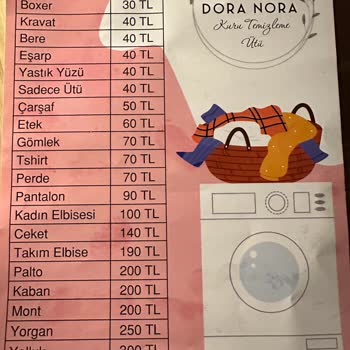 Boxer 30 TL
Kravat 40 TL
Bere 40 TL
Eşarp 40 TL
Yastık Yüzü 40 TL
Sadece Ütü 40 TL
Çarşaf 50 TL
Etek 60 TL
Gömlek 70 TL
Tshirt 70 TL
Perde 70 TL
Pantalon 90 TL
Kadın Elbisesi 100 TL
Ceket 140 TL
Takım Elbise 190 TL
Palto 200 TL
Kaban 200 TL
Mont 200 TL
Yorgan 250 TL
DORA NORA
Kuru Temizleme
Ütü